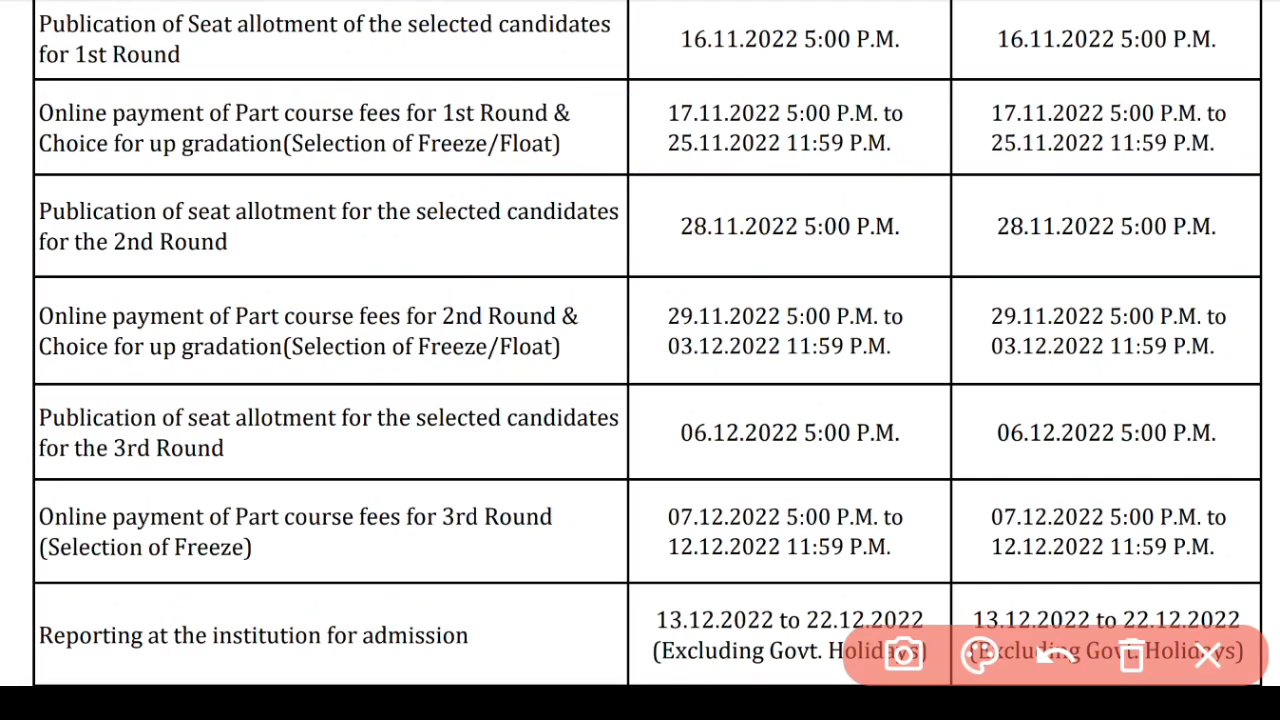 Publication of Seat allotment of the selected candidates
for 1st Round
16.11.2022 5:00 P.M.
16.11.2022 5:00 P.M.
Online payment of Part course fees for 1st Round &
Choice for up gradation(Selection of Freeze/Float)
17.11.2022 5:00 P.M. to
25.11.2022 11:59 P.M.
17.11.2022 5:00 P.M. to
25.11.2022 11:59 P.M.
Publication of seat allotment for the selected candidates
for the 2nd Round
28.11.2022 5:00 P.M.
28.11.2022 5:00 P.M.
Online payment of Part course fees for 2nd Round &
Choice for up gradation(Selection of Freeze/Float)
29.11.2022 5:00 P.M. to
03.12.2022 11:59 P.M.
29.11.2022 5:00 P.M. to
03.12.2022 11:59 P.M.
Publication of seat allotment for the selected candidates
for the 3rd Round
06.12.2022 5:00 P.M.
06.12.2022 5:00 P.M.
Online payment of Part course fees for 3rd Round
(Selection of Freeze)
07.12.2022 5:00 P.M. to
12.12.2022 11:59 P.M.
07.12.2022 5:00 P.M. to
12.12.2022 11:59 P.M.
Reporting at the institution for admission
13.12.2022 to 22.12.2022
(Excluding Govt. Holidays)
13.12.2022 to 22.12.2022
(Excluding Govt. Holidays)